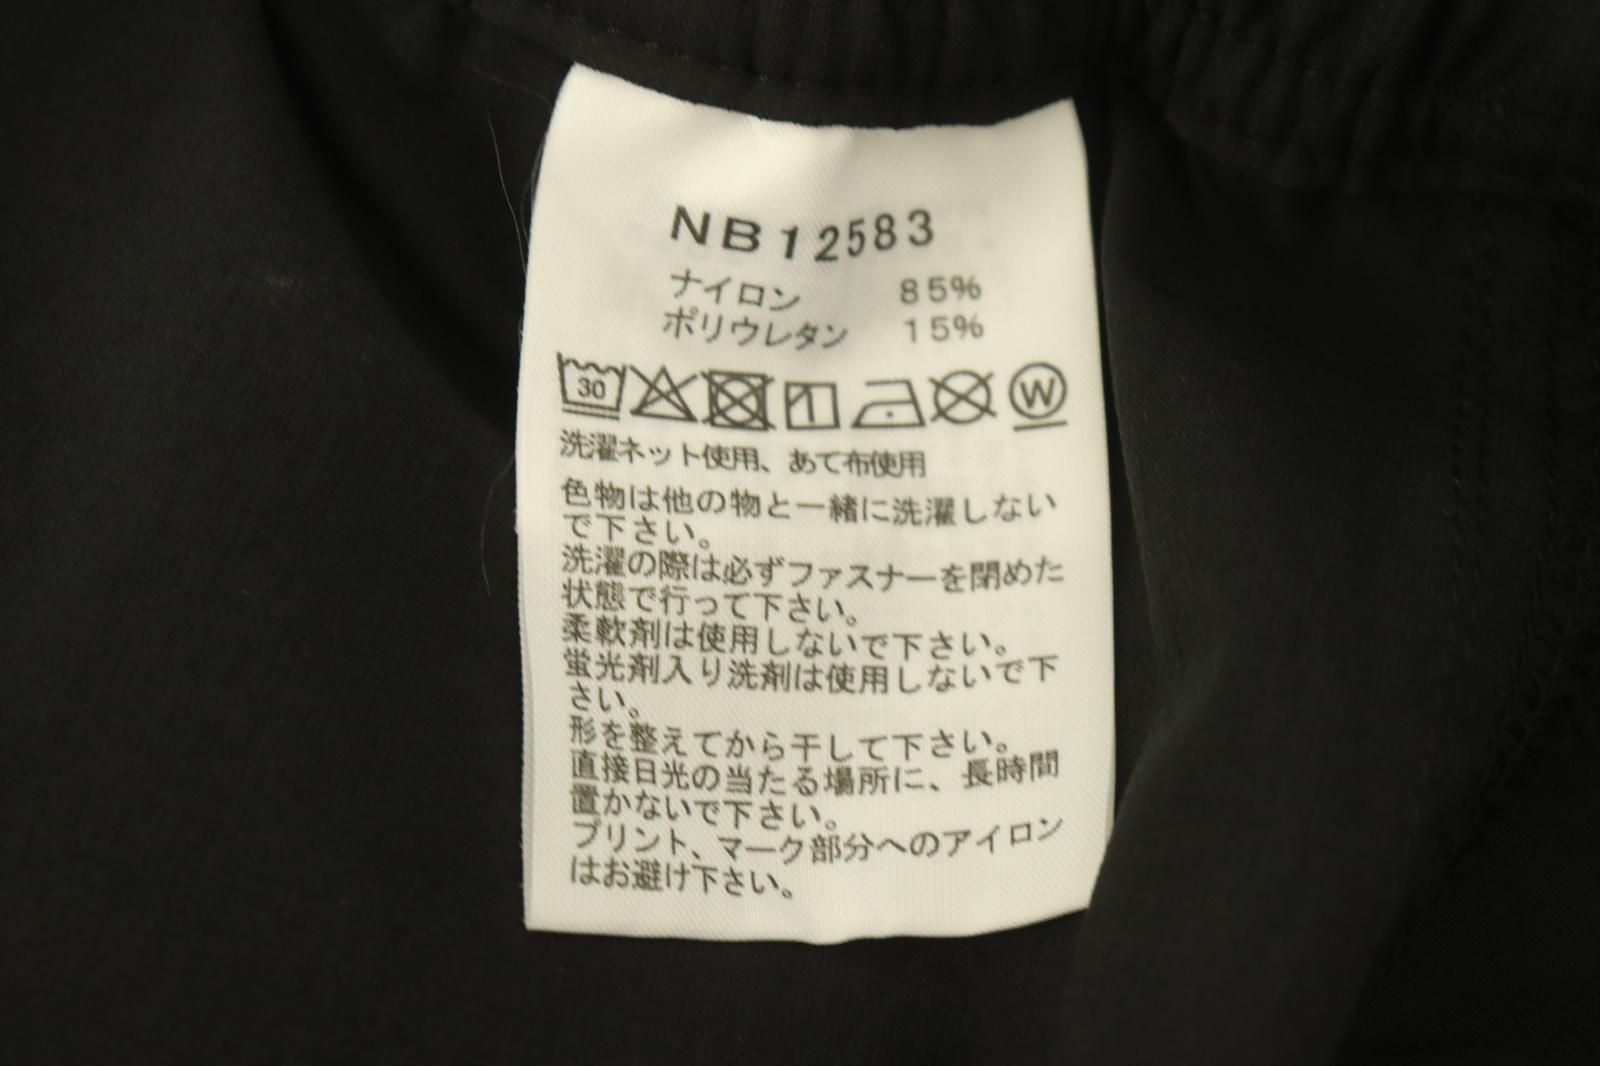 NB12583
ナイロン 85%
ポリウレタン 15%
30 W
洗濯ネット使用、あて布使用
色物は他の物と一緒に洗濯しない
で下さい。
洗濯の際は必ずファスナーを閉めた
状態で行って下さい。
柔軟剤は使用しないで下さい。
蛍光剤入り洗剤は使用しないで下
さい。
形を整えてから干して下さい。
直接日光の当たる場所に、長時間
置かないで下さい。
プリント、マーク部分へのアイロン
はお避け下さい。